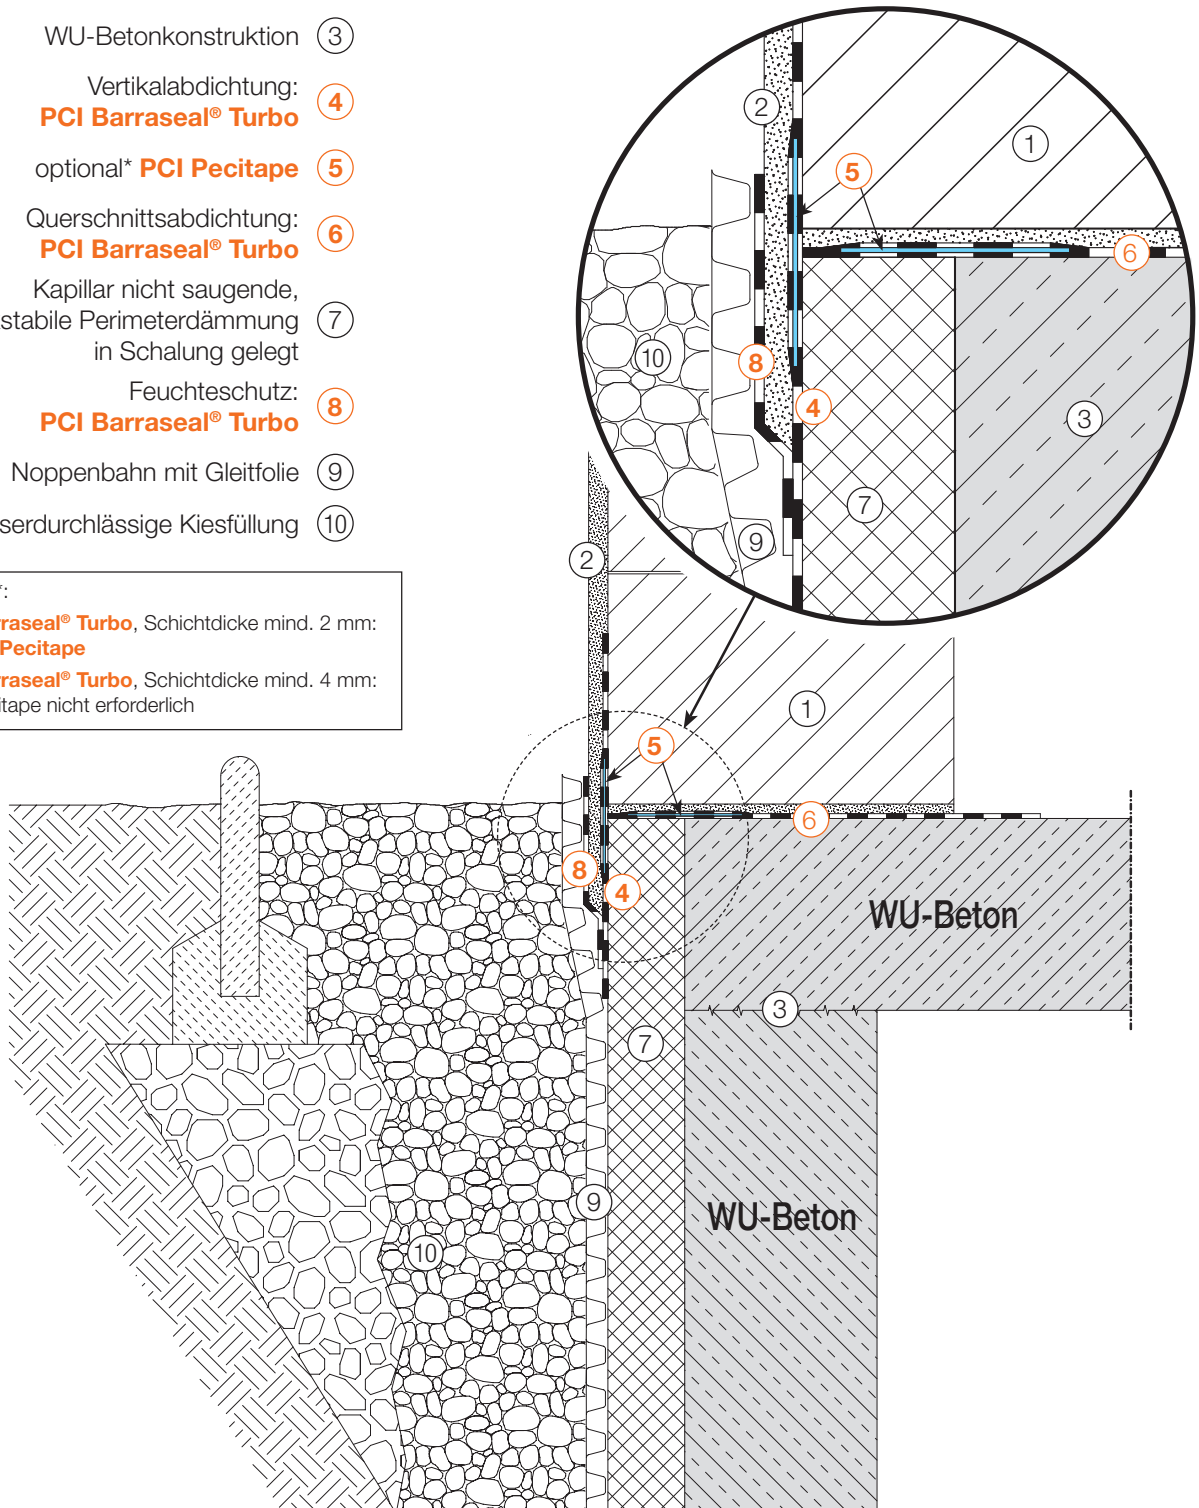 WU-Betonkonstruktion 3
Vertikalabdichtung:
PCI Barraseal® Turbo 4
optional* PCI Pecitape 5
Querschnittsabdichtung:
PCI Barraseal® Turbo 6
Kapillar nicht saugende,
stabile Perimeterdämmung 7
in Schalung gelegt
Feuchteschutz:
PCI Barraseal® Turbo 8
Noppenbahn mit Gleitfolie 9
serdurchlässige Kiesfüllung 10
*:
rraseal® Turbo, Schichtdicke mind. 2 mm:
Pecitape
rraseal® Turbo, Schichtdicke mind. 4 mm:
itape nicht erforderlich
2
1
5
6
10
8
4
3
7
9
2
1
5
6
8
4
WU-Beton
3
7
9
WU-Beton
10